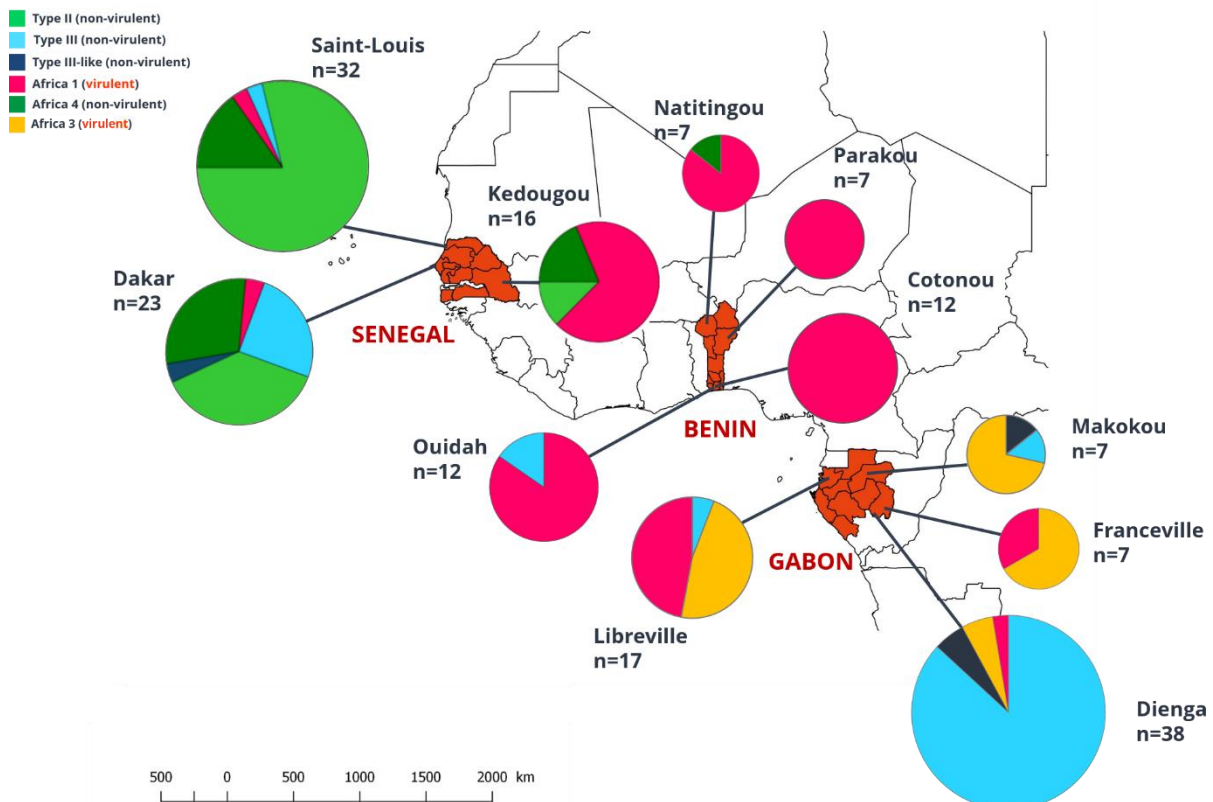 Type II (non-virulent)
Type III (non-virulent)
Type III-like (non-virulent)
Africa 1 (virulent)
Africa 4 (non-virulent)
Africa 3 (virulent)
Saint-Louis
n=32
Natitingou
n=7
Parakou
n=7
Kedougou
n=16
Dakar
n=23
Cotonou
n=12
SENEGAL
BENIN
Ouidah
n=12
Makokou
n=7
Franceville
n=7
GABON
Libreville
n=17
Dienga
n=38
500 0 500 1000 1500 2000 km